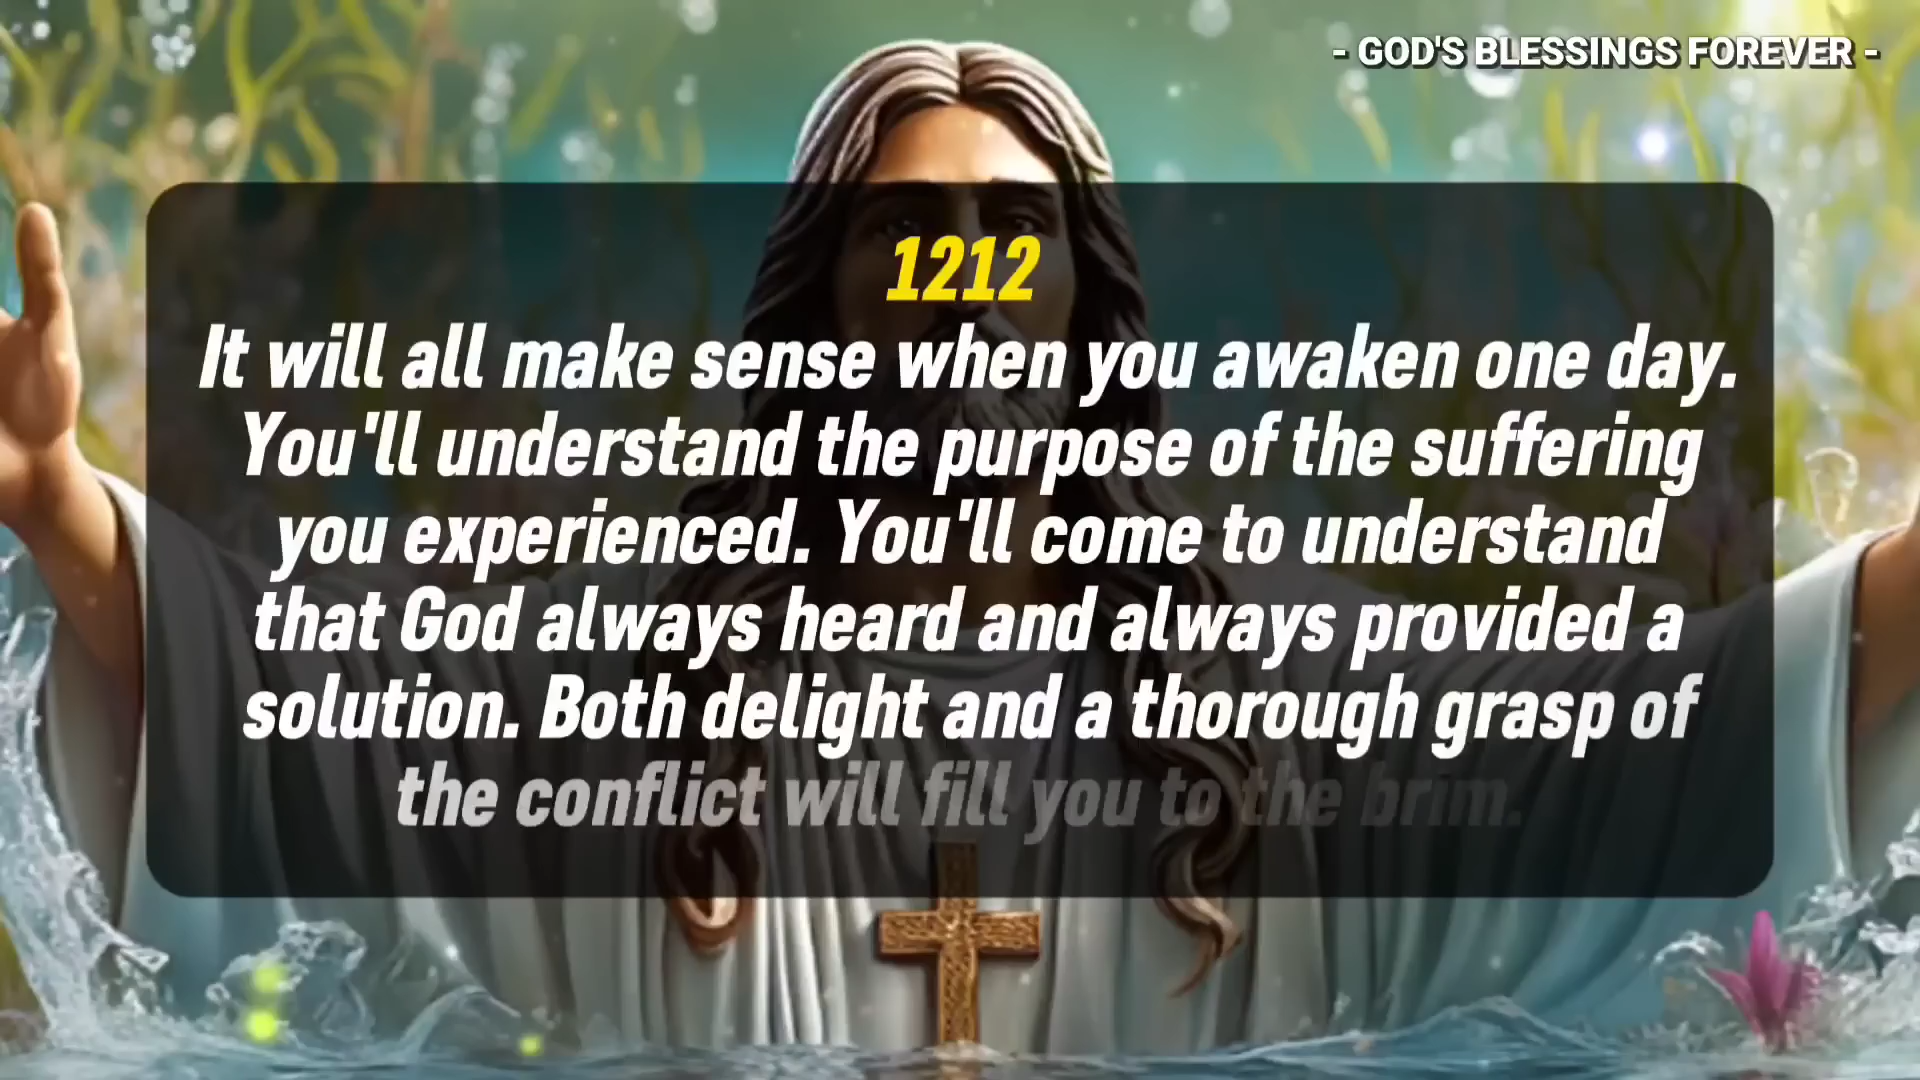 - GOD'S BLESSINGS FOREVER -
1212
It will all make sense when you awaken one day.
You'll understand the purpose of the suffering
you experienced. You'll come to understand
that God always heard and always provided a
solution. Both delight and a thorough grasp of
the conflict will fill you to the brim.